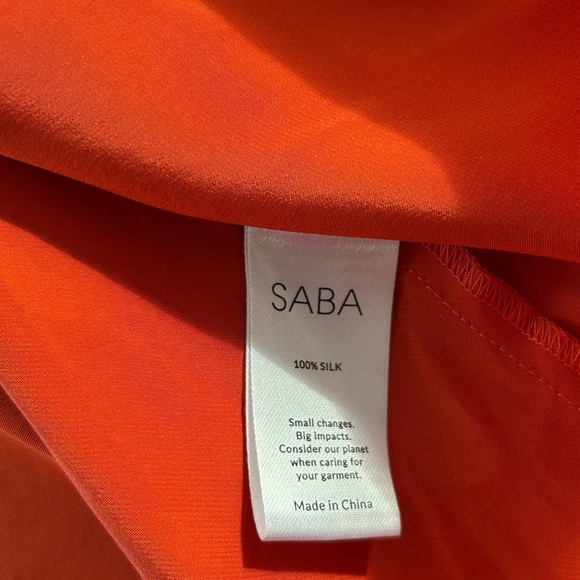 SABA
100% SILK
Small changes.
Big impacts.
Consider our planet
when caring for
your garment.
Made in China